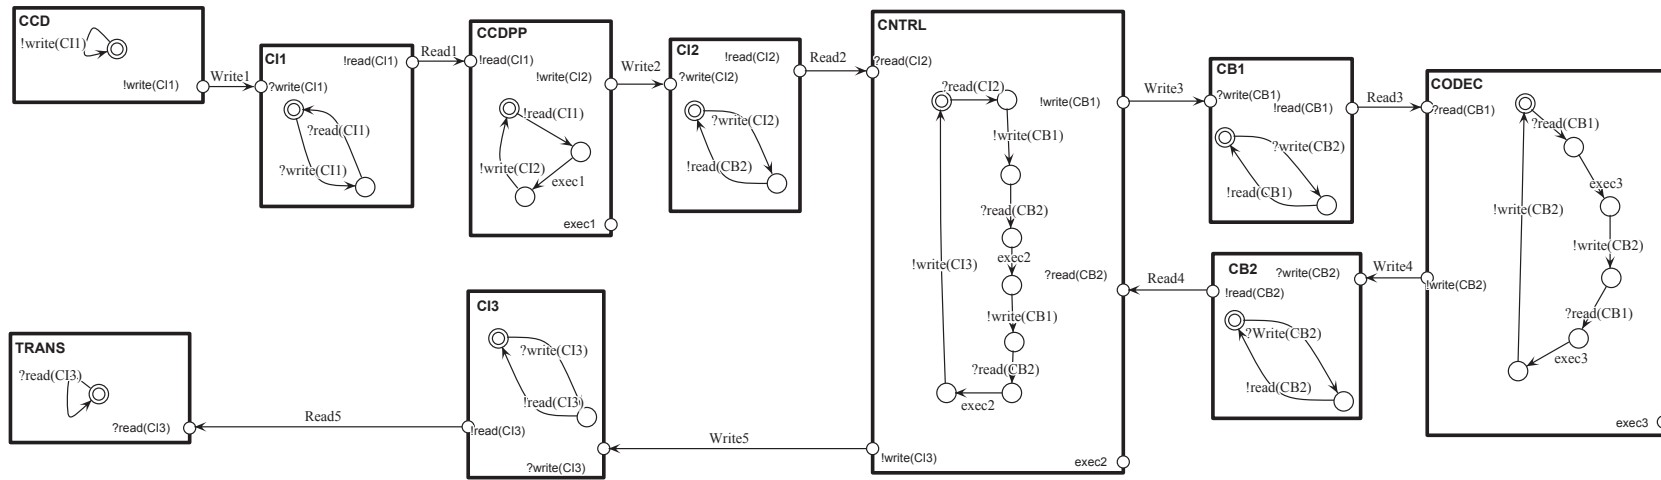 CCD
!write(CI1)
!write(CI1)
Write1
CI1
!read(CI1)
?write(CI1)
?read(CI1)
?write(CI1)
Read1
CCDPP
!read(CI1)
!write(CI2)
!read(CI1)
!write(CI2)
exec1
exec1
Write2
CI2
!read(CI2)
?write(CI2)
?write(CI2)
!read(CB2)
Read2
CNTRL
?read(CI2)
?read(CI2)
!write(CB1)
!write(CB1)
?read(CB2)
exec2
!write(CI3)
?read(CB2)
!write(CB1)
?read(CB2)
exec2
!write(CI3)
exec2
Write3
CB1
?write(CB1)
!read(CB1)
?write(CB2)
!read(CB1)
Read3
CODEC
?read(CB1)
?read(CB1)
exec3
!write(CB2)
!write(CB2)
!write(CB2)
?read(CB1)
exec3
exec3
Write4
CB2
?write(CB2)
!read(CB2)
?Write(CB2)
!read(CB2)
Read4
CI3
?write(CI3)
!read(CI3)
!read(CI3)
?write(CI3)
Write5
Read5
TRANS
?read(CI3)
?read(CI3)